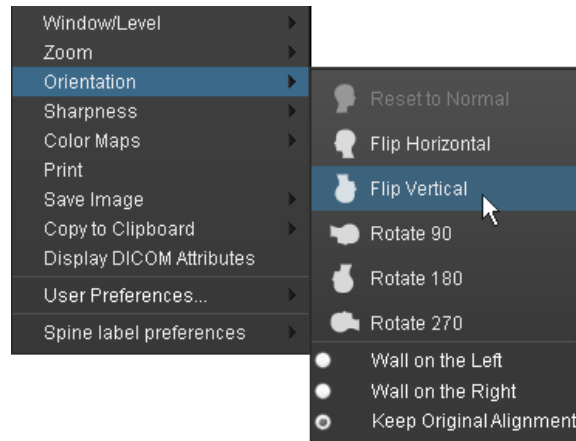 Window/Level
Zoom
Orientation
Sharpness
Color Maps
Print
Save Image
Copy to Clipboard
Display DICOM Attributes
User Preferences...
Spine label preferences
Reset to Normal
Flip Horizontal
Flip Vertical
Rotate 90
Rotate 180
Rotate 270
Wall on the Left
Wall on the Right
Keep Original Alignment